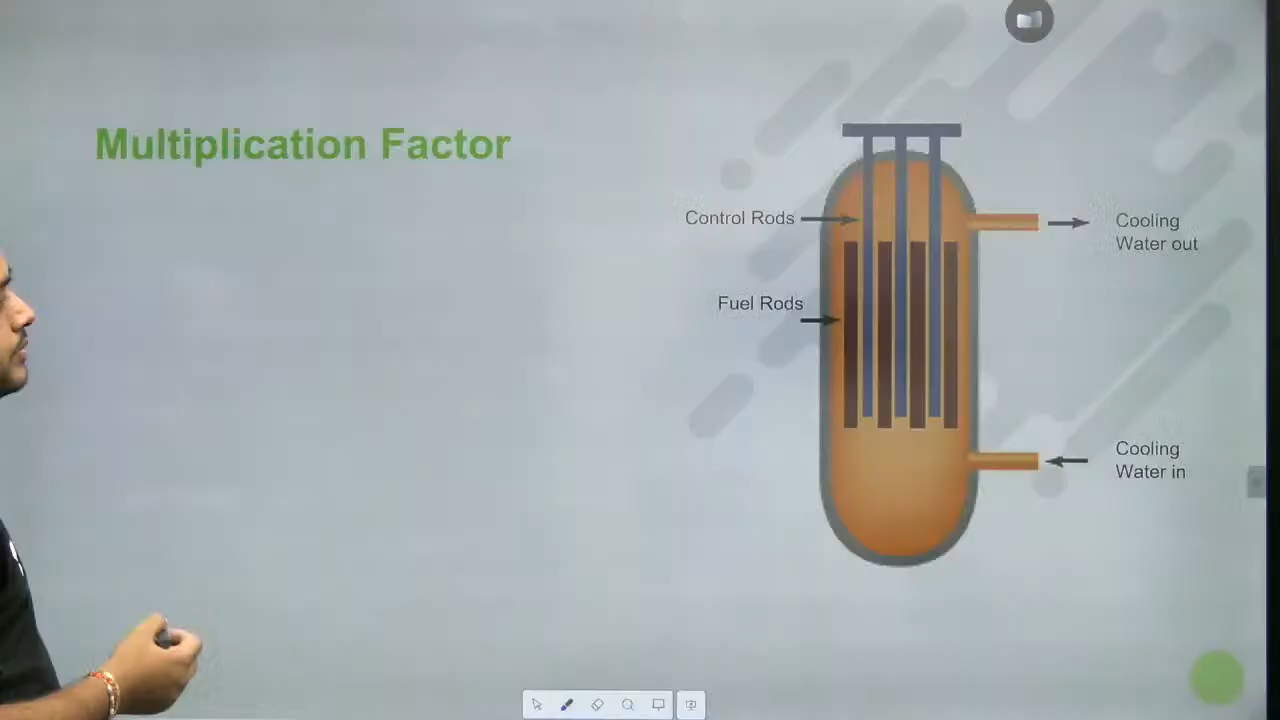 Multiplication Factor
Control Rods
Cooling
Water out
Fuel Rods
Cooling
Water in